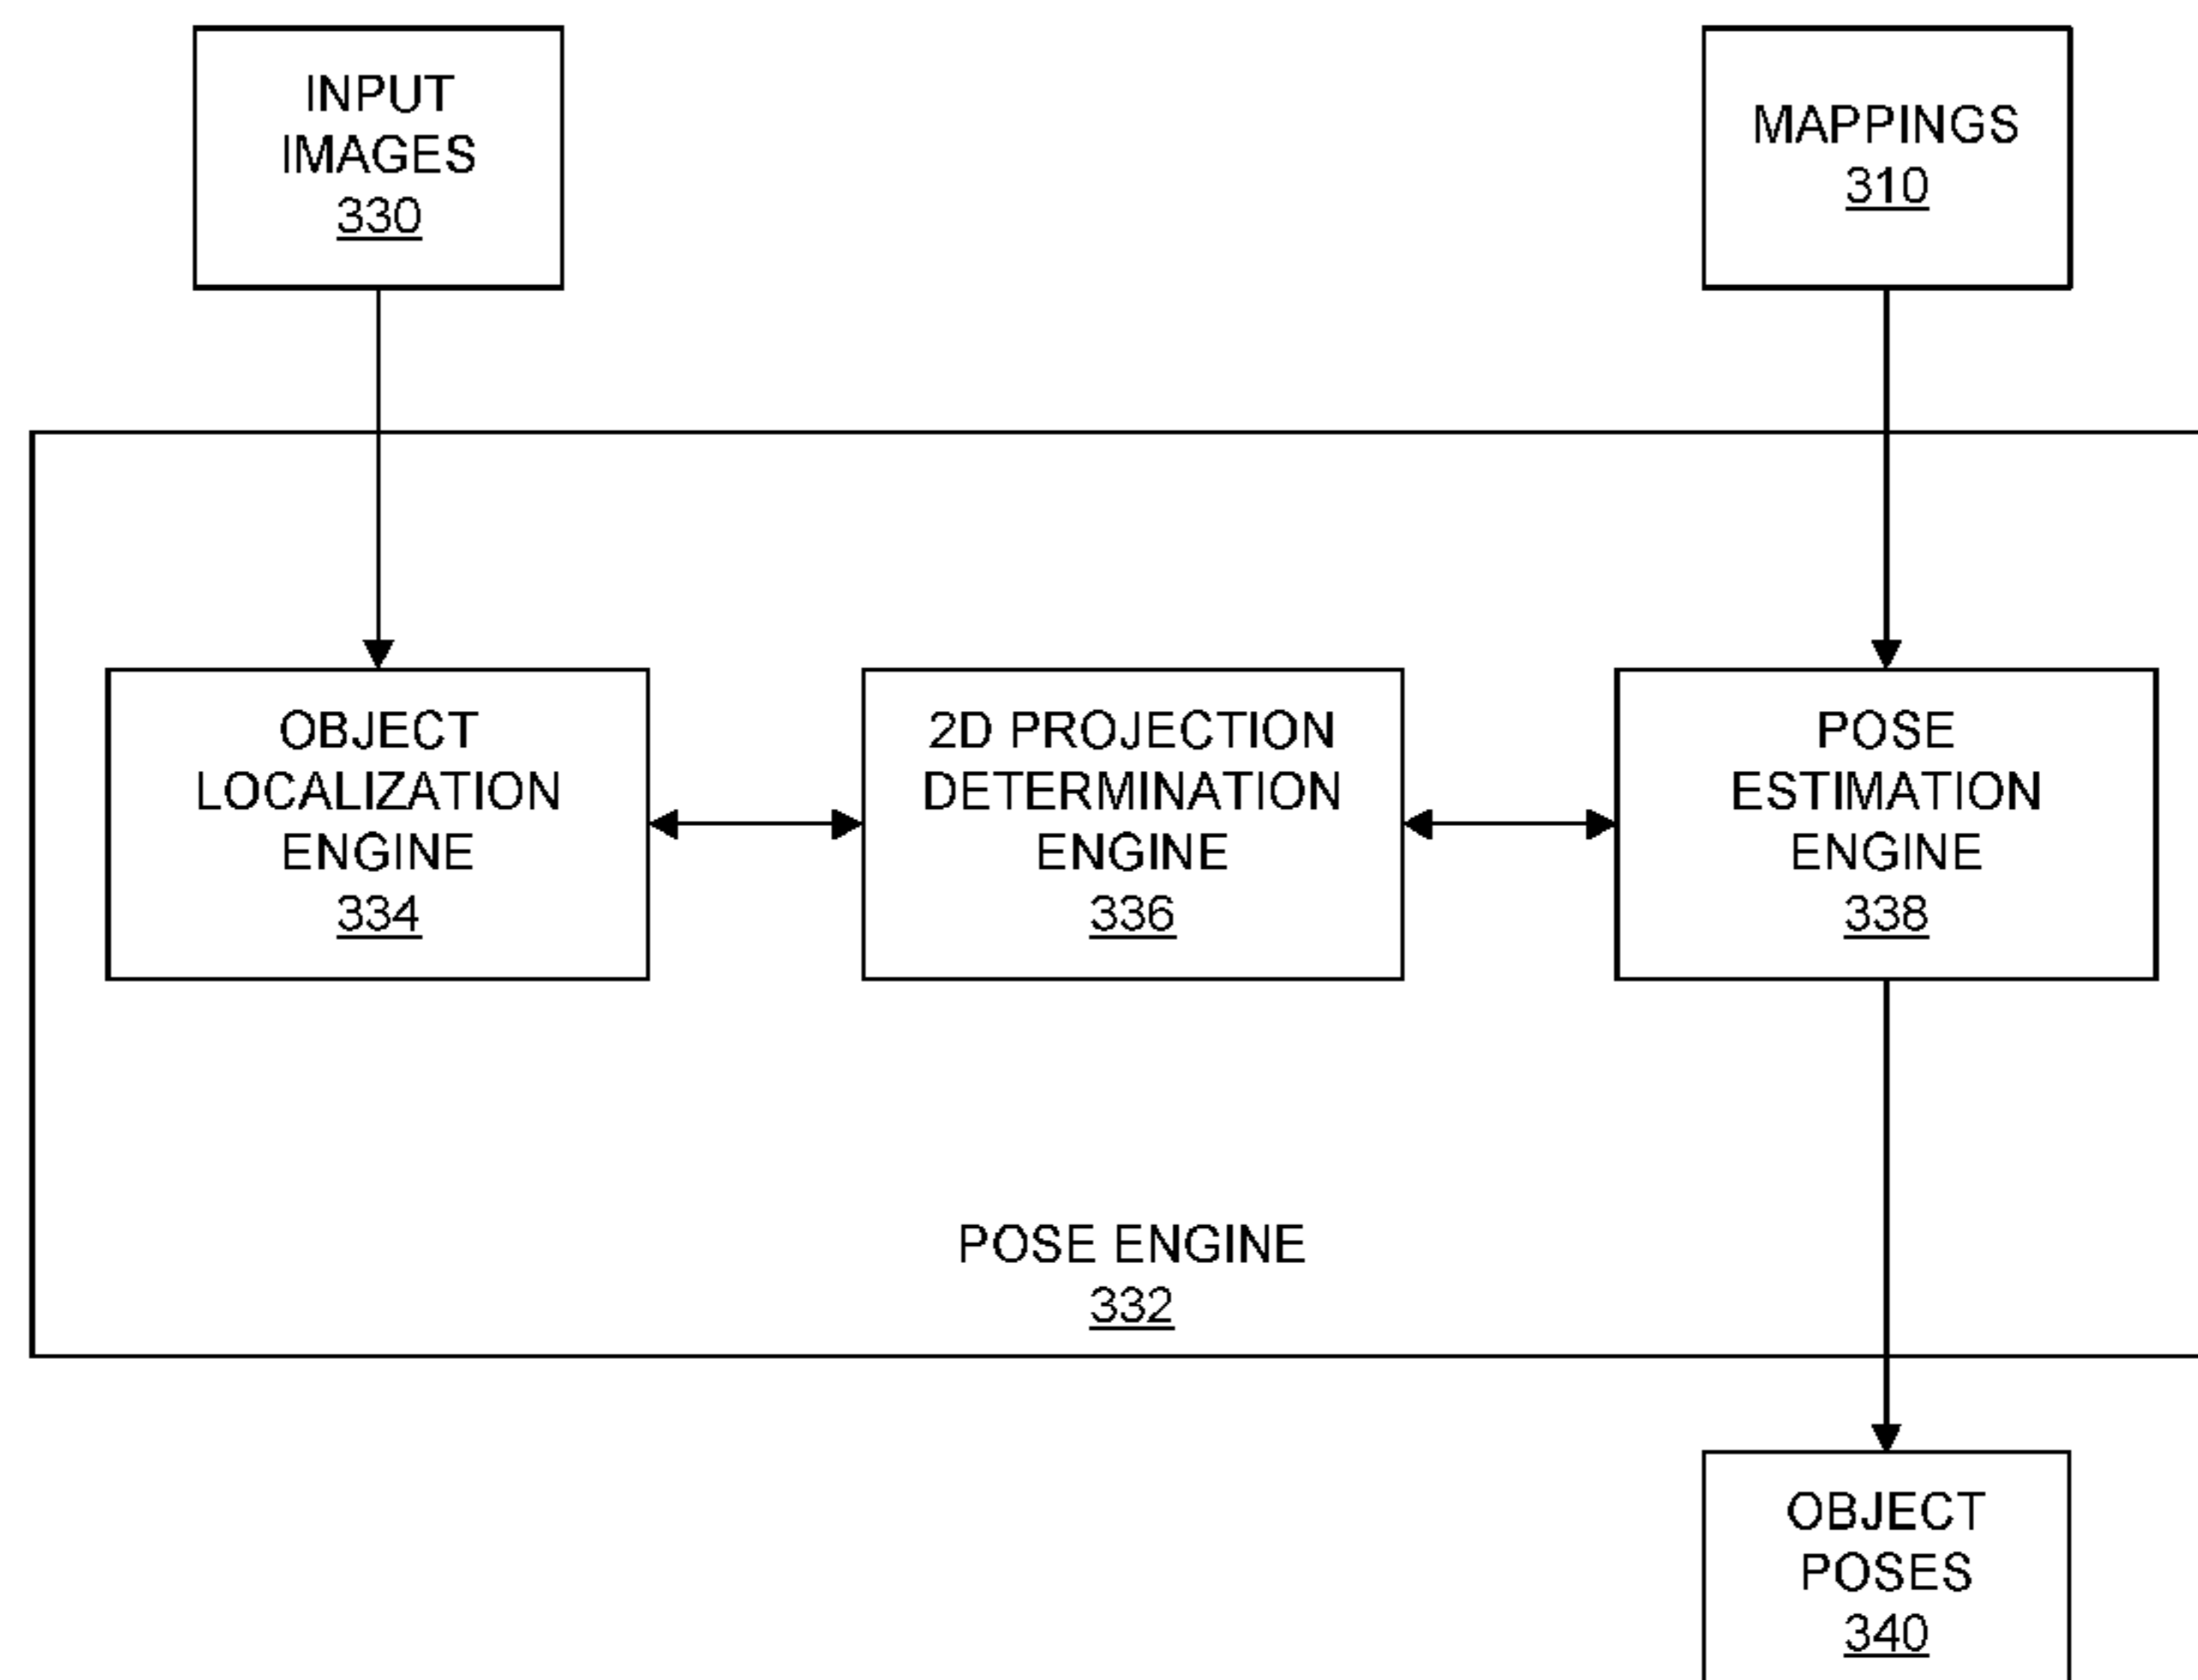 INPUT
IMAGES
330
MAPPINGS
310
OBJECT
LOCALIZATION
ENGINE
334
2D PROJECTION
DETERMINATION
ENGINE
336
POSE
ESTIMATION
ENGINE
338
POSE ENGINE
332
OBJECT
POSES
340